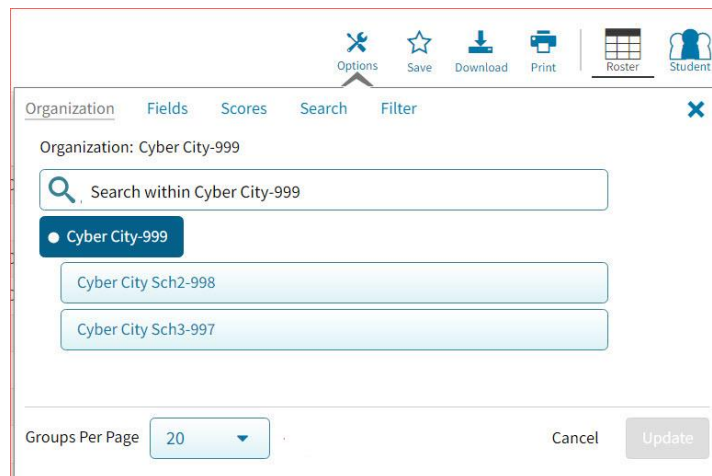 Options Save Download Print Roster Student
Organization Fields Scores Search Filter
Organization: Cyber City-999
Search within Cyber City-999
Cyber City-999
Cyber City Sch2-998
Cyber City Sch3-997
Groups Per Page 20 Cancel Update